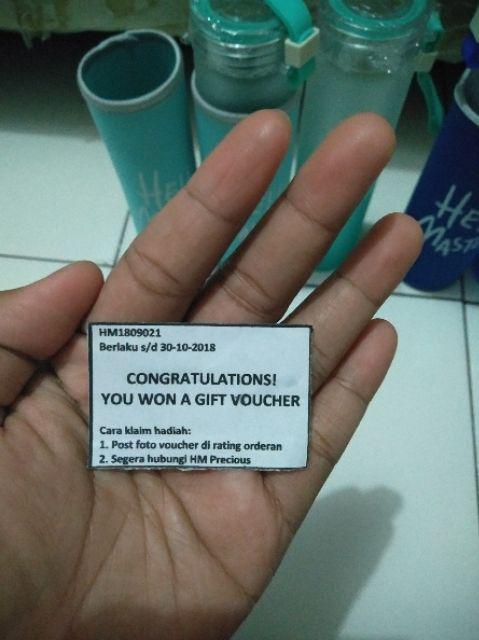 HM1809021
Berlaku s/d 30-10-2018
CONGRATULATIONS!
YOU WON A GIFT VOUCHER
Cara klaim hadiah:
1. Post foto voucher di rating orderan
2. Segera hubungi HM Precious